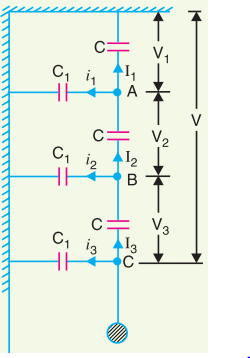 C
V₁
C₁ i₁ I₁ A
V
C
V₂
C₁ i₂ I₂ B
C
V₃
C₁ i₃ I₃ C